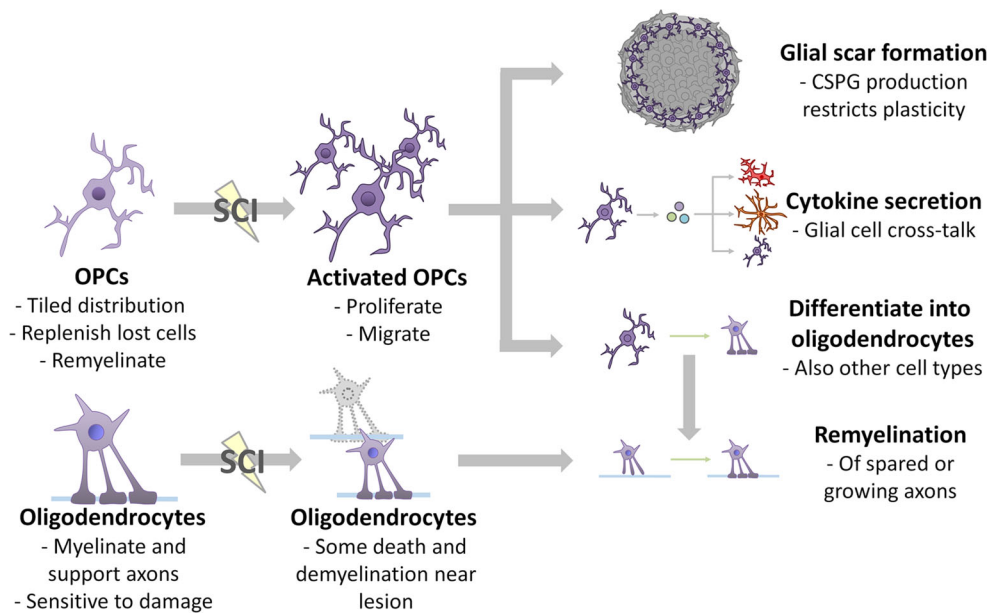 SCI
OPCs
- Tiled distribution
- Replenish lost cells
- Remyelinate
Activated OPCs
- Proliferate
- Migrate
Glial scar formation
- CSPG production
restricts plasticity
Cytokine secretion
- Glial cell cross-talk
Differentiate into
oligodendrocytes
- Also other cell types
SCI
Oligodendrocytes
- Myelinate and
support axons
- Sensitive to damage
Oligodendrocytes
- Some death and
demyelination near
lesion
Remyelination
- Of spared or
growing axons